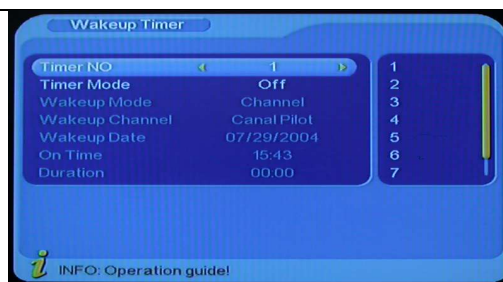 Wakeup Timer
Timer NO 1
Timer Mode Off
Wakeup Mode Channel
Wakeup Channel Canal Pilot
Wakeup Date 07/29/2004
On Time 15:43
Duration 00:00
1
2
3
4
5
6
7
INFO: Operation guide!